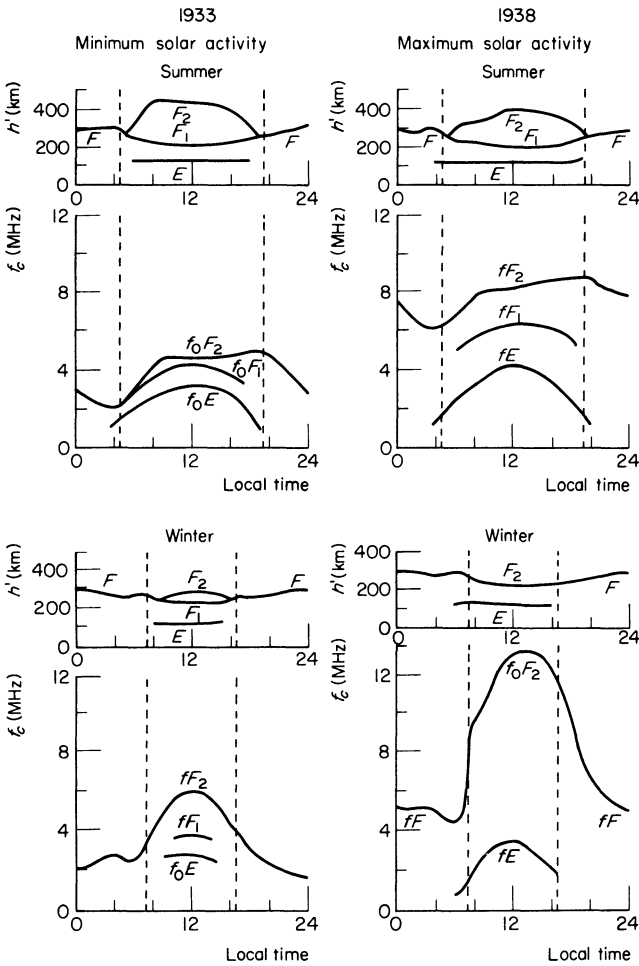 1933
Minimum solar activity
Summer
h' (km)
400
200
0
F
F2
F1
F
E
0 12 24
fc (MHz)
12
8
4
0
f0F2
f0F1
f0E
0 12 24
Local time
1938
Maximum solar activity
Summer
h' (km)
400
200
0
F
F2
F1
F
E
0 12 24
fc (MHz)
12
8
4
0
fF2
fF1
fE
0 12 24
Local time
Winter
h' (km)
400
200
0
F
F2
F
F1
E
0 12 24
fc (MHz)
12
8
4
0
fF2
fF1
f0E
0 12 24
Local time
Winter
h' (km)
400
200
0
F2
F
E
0 12 24
fc (MHz)
12
8
4
0
f0F2
fF
fF
fE
0 12 24
Local time